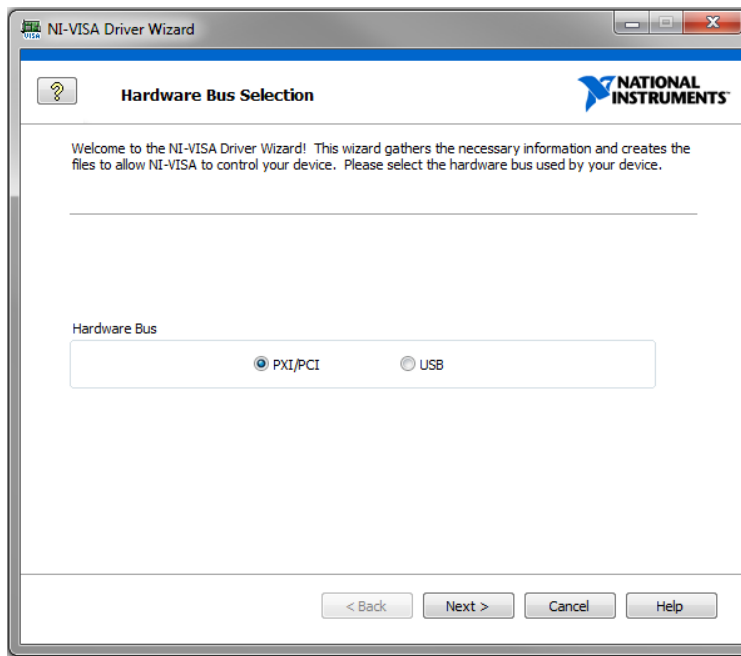 VISA
NI-VISA Driver Wizard
?
Hardware Bus Selection
NATIONAL
INSTRUMENTS™
Welcome to the NI-VISA Driver Wizard! This wizard gathers the necessary information and creates the
files to allow NI-VISA to control your device. Please select the hardware bus used by your device.
Hardware Bus
PXI/PCI
USB
< Back
Next >
Cancel
Help